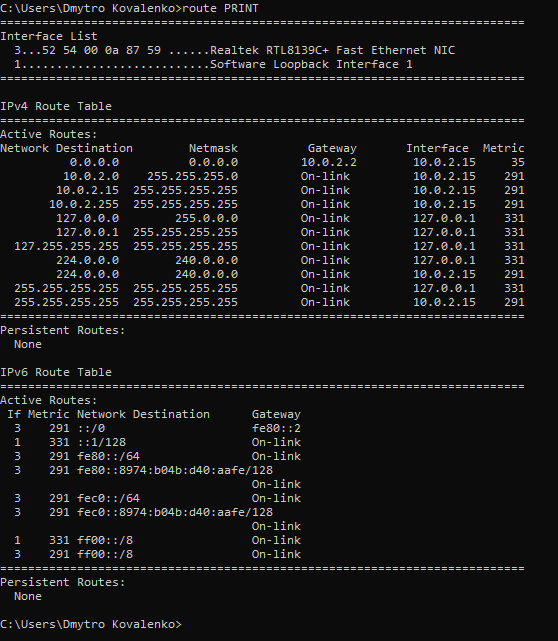 C:\Users\Dmytro Kovalenko>route PRINT
===========================================================================
Interface List
  3...52 54 00 0a 87 59 ......Realtek RTL8139C+ Fast Ethernet NIC
  1...........................Software Loopback Interface 1
===========================================================================

IPv4 Route Table
===========================================================================
Active Routes:
Network Destination        Netmask          Gateway       Interface  Metric
          0.0.0.0          0.0.0.0         10.0.2.2        10.0.2.15     35
         10.0.2.0    255.255.255.0         On-link         10.0.2.15    291
        10.0.2.15  255.255.255.255         On-link         10.0.2.15    291
       10.0.2.255  255.255.255.255         On-link         10.0.2.15    291
        127.0.0.0        255.0.0.0         On-link         127.0.0.1    331
        127.0.0.1  255.255.255.255         On-link         127.0.0.1    331
  127.255.255.255  255.255.255.255         On-link         127.0.0.1    331
        224.0.0.0        240.0.0.0         On-link         127.0.0.1    331
        224.0.0.0        240.0.0.0         On-link         10.0.2.15    291
  255.255.255.255  255.255.255.255         On-link         127.0.0.1    331
  255.255.255.255  255.255.255.255         On-link         10.0.2.15    291
===========================================================================
Persistent Routes:
  None

IPv6 Route Table
===========================================================================
Active Routes:
 If Metric Network Destination      Gateway
  3    291 ::/0                     fe80::2
  1    331 ::1/128                  On-link
  3    291 fe80::/64                On-link
  3    291 fe80::8974:b04b:d40:aafe/128
                                    On-link
  3    291 fec0::/64                On-link
  3    291 fec0::8974:b04b:d40:aafe/128
                                    On-link
  1    331 ff00::/8                 On-link
  3    291 ff00::/8                 On-link
===========================================================================
Persistent Routes:
  None

C:\Users\Dmytro Kovalenko>